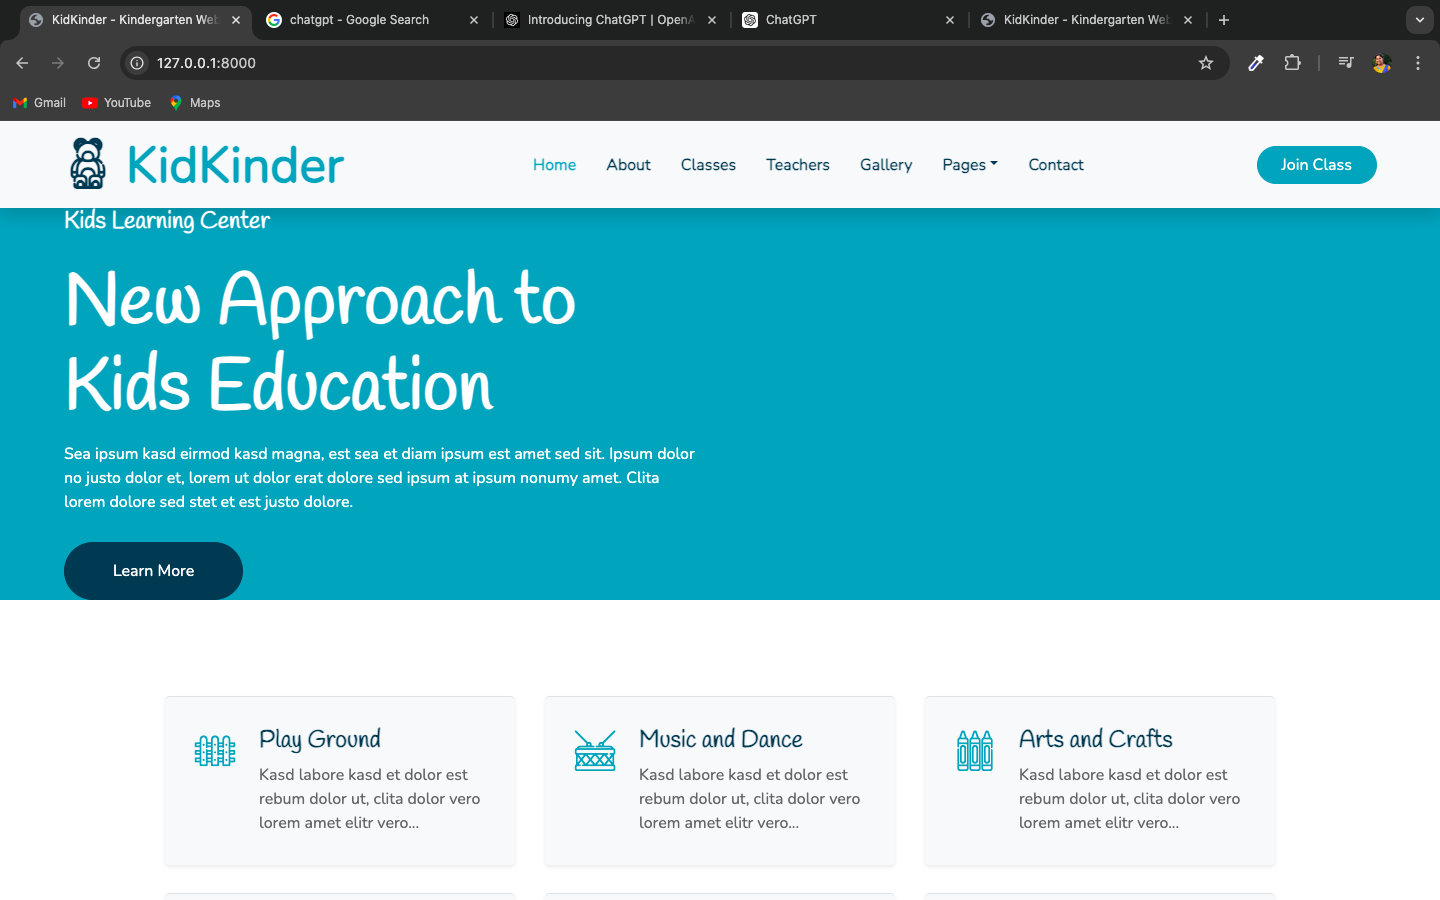 KidKinder - Kindergarten Web
chatgpt - Google Search
Introducing ChatGPT | OpenA
ChatGPT
KidKinder - Kindergarten Web
127.0.0.1:8000
Gmail
YouTube
Maps
KidKinder
Home
About
Classes
Teachers
Gallery
Pages
Contact
Join Class
Kids Learning Center
New Approach to
Kids Education
Sea ipsum kasd eirmod kasd magna, est sea et diam ipsum est amet sed sit. Ipsum dolor
no justo dolor et, lorem ut dolor erat dolore sed ipsum at ipsum nonumy amet. Clita
lorem dolore sed stet et est justo dolore.
Learn More
Play Ground
Kasd labore kasd et dolor est
rebum dolor ut, clita dolor vero
lorem amet elitr vero...
Music and Dance
Kasd labore kasd et dolor est
rebum dolor ut, clita dolor vero
lorem amet elitr vero...
Arts and Crafts
Kasd labore kasd et dolor est
rebum dolor ut, clita dolor vero
lorem amet elitr vero...